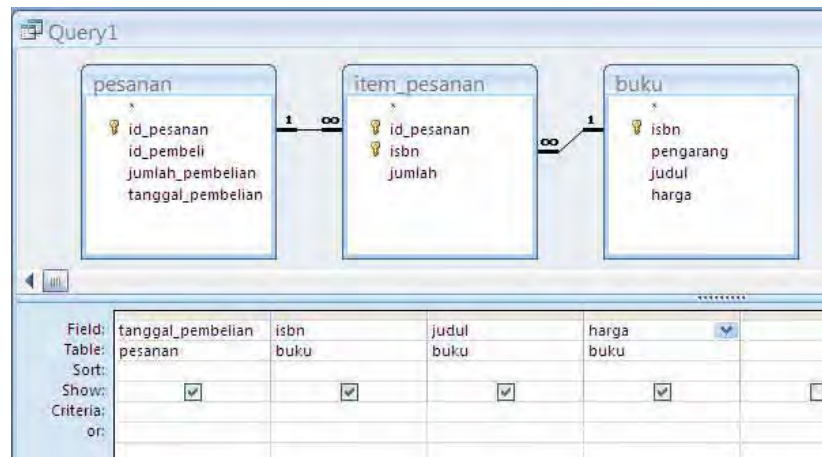 Query1
pesanan
*
id_pesanan
id_pembeli
jumlah_pembelian
tanggal_pembelian
1 ∞
item_pesanan
*
id_pesanan
isbn
jumlah
∞ 1
buku
*
isbn
pengarang
judul
harga
Field: tanggal_pembelian isbn judul harga
Table: pesanan buku buku buku
Sort:
Show:
Criteria:
or: